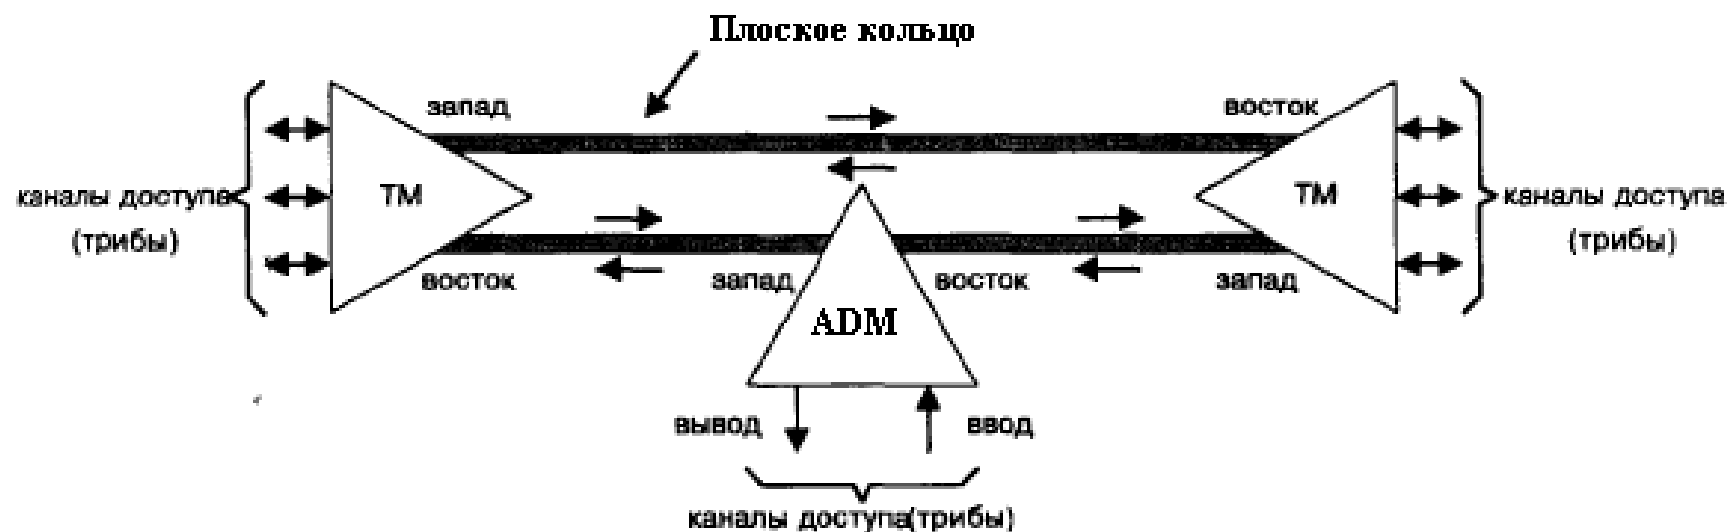 Плоское кольцо
запад
восток
каналы доступа
(трибы)
ТМ
ТМ
каналы доступа
(трибы)
восток
запад
восток
запад
ADM
вывод
ввод
каналы доступа(трибы)